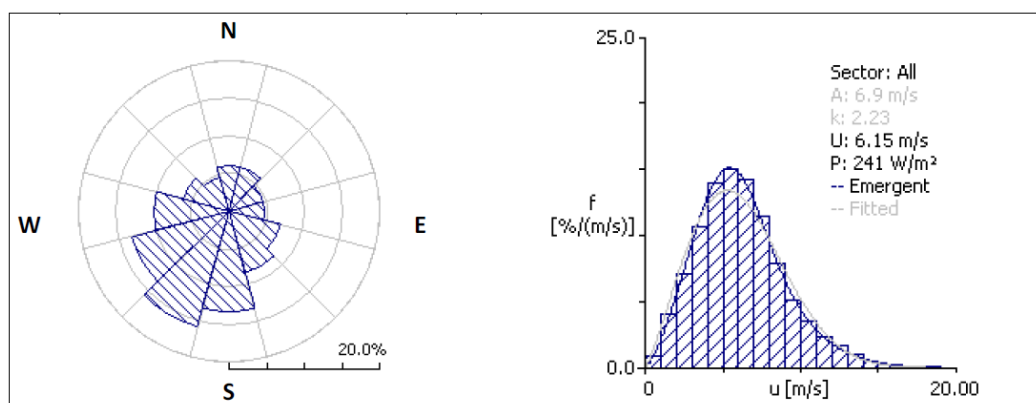 N
W
E
S
20.0%
25.0
f
[%/(m/s)]
0.0
0
u [m/s]
20.00
Sector: All
A: 6.9 m/s
k: 2.23
U: 6.15 m/s
P: 241 W/m²
-- Emergent
-- Fitted